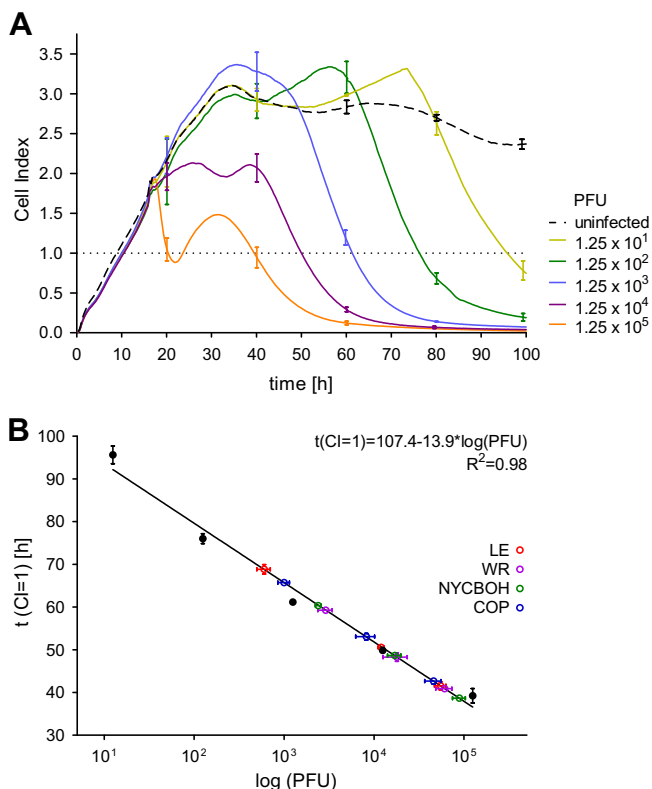 A
Cell Index
3.5
3.0
2.5
2.0
1.5
1.0
0.5
0.0
0 10 20 30 40 50 60 70 80 90 100
time [h]
PFU
uninfected
1.25 x 10¹
1.25 x 10²
1.25 x 10³
1.25 x 10⁴
1.25 x 10⁵
B
t(CI=1)=107.4-13.9*log(PFU)
R²=0.98
t (CI=1) [h]
100
90
80
70
60
50
40
30
LE
WR
NYCBOH
COP
10¹ 10² 10³ 10⁴ 10⁵
log (PFU)